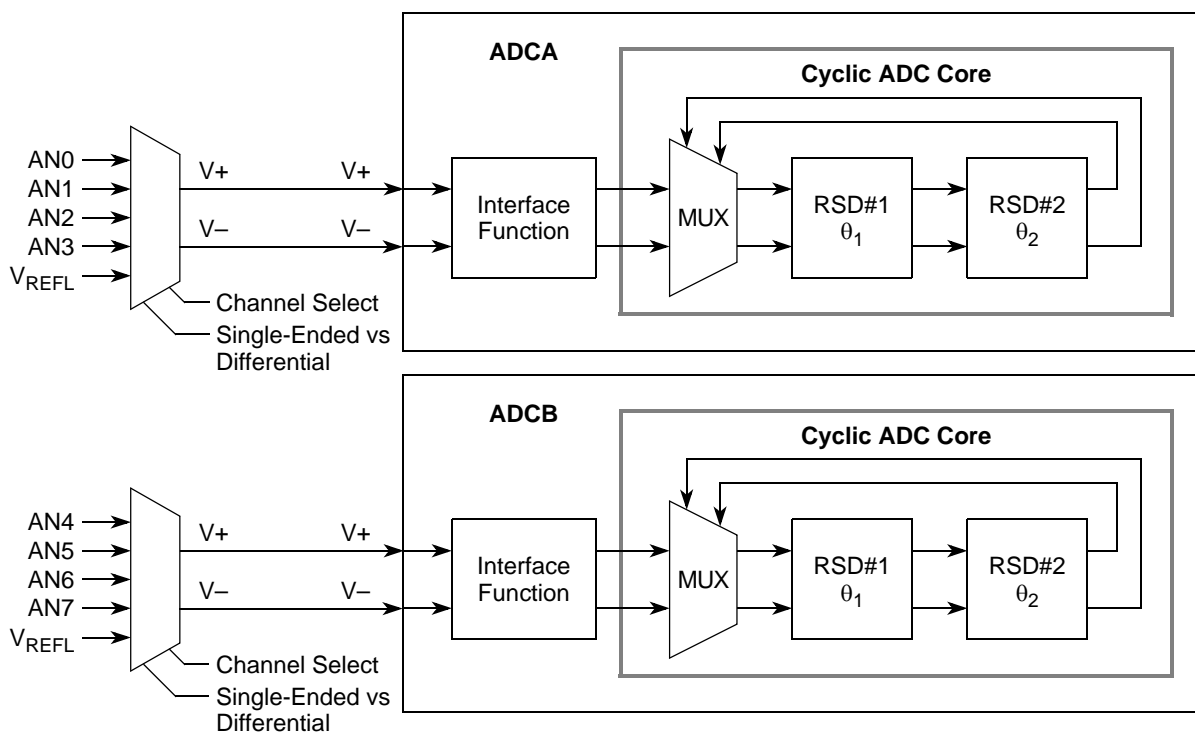 ADCA
Cyclic ADC Core
AN0
AN1
AN2
AN3
VREFL
V+
V+
V–
V–
Interface
Function
MUX
RSD#1
θ1
RSD#2
θ2
Channel Select
Single-Ended vs
Differential
ADCB
Cyclic ADC Core
AN4
AN5
AN6
AN7
VREFL
V+
V+
V–
V–
Interface
Function
MUX
RSD#1
θ1
RSD#2
θ2
Channel Select
Single-Ended vs
Differential